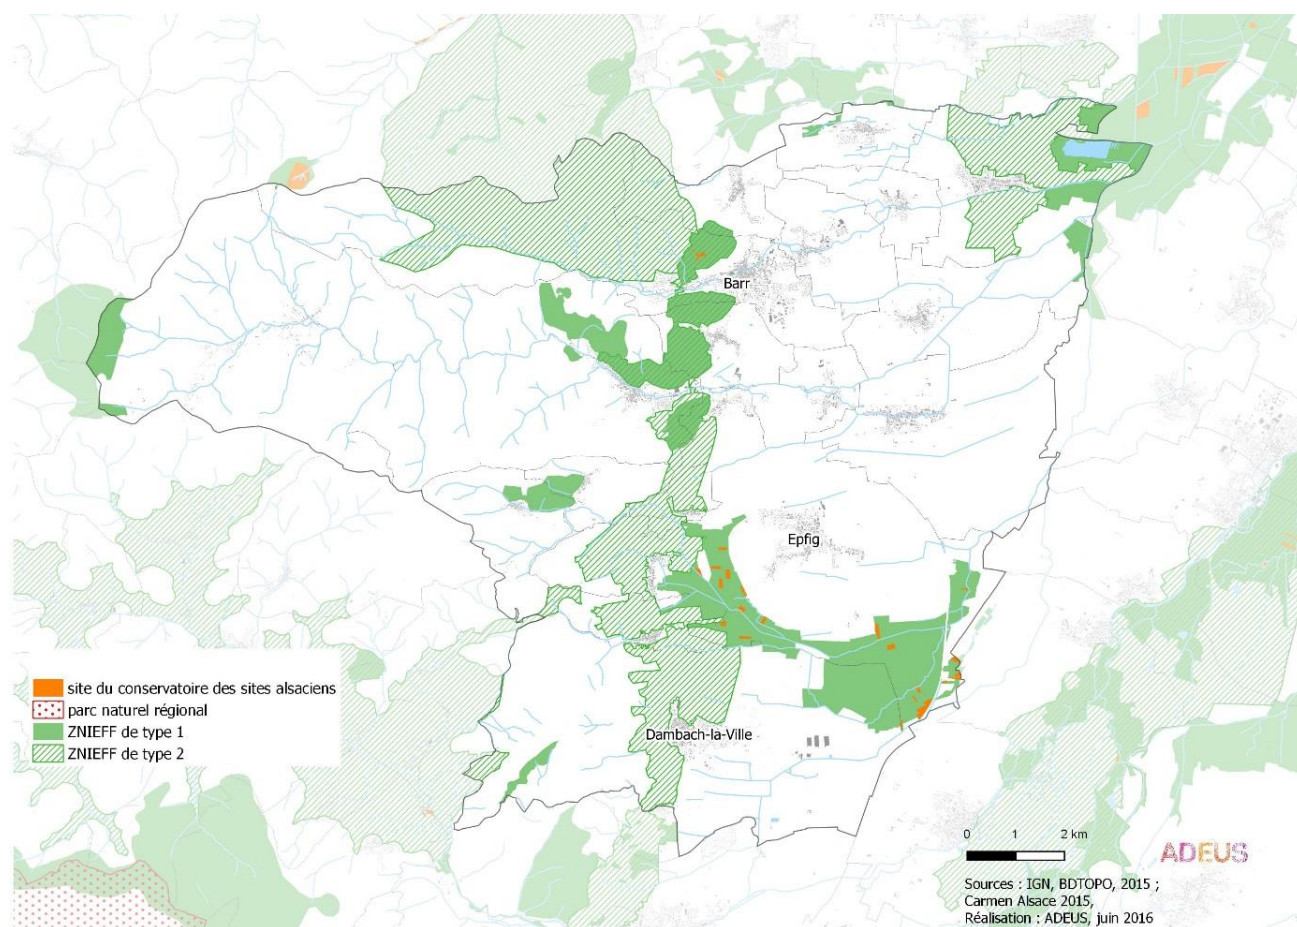 Barr
Epfig
Dambach-la-Ville
site du conservatoire des sites alsaciens
parc naturel régional
ZNIEFF de type 1
ZNIEFF de type 2
0 1 2 km
ADEUS
Sources : IGN, BDTOPO, 2015 ;
Carmen Alsace 2015,
Réalisation : ADEUS, juin 2016